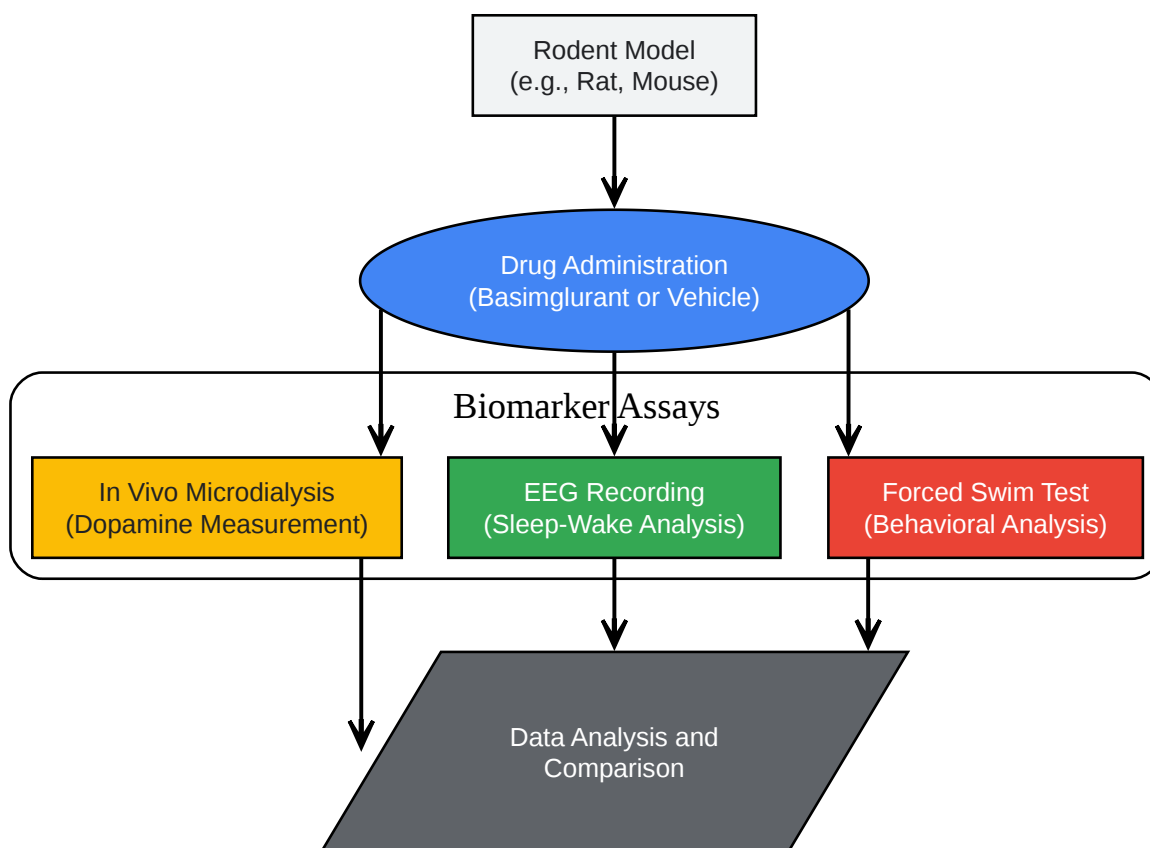 Rodent Model
(e.g., Rat, Mouse)
Drug Administration
(Basimglurant or Vehicle)
Biomarker Assays
In Vivo Microdialysis
(Dopamine Measurement)
EEG Recording
(Sleep-Wake Analysis)
Forced Swim Test
(Behavioral Analysis)
Data Analysis and
Comparison